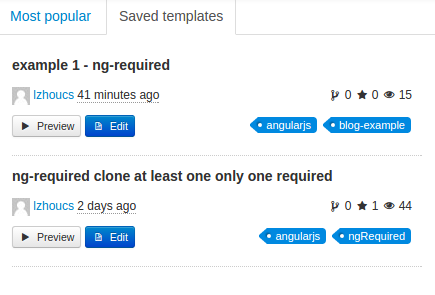 Most popular Saved templates
example 1 - ng-required
lzhoucs 41 minutes ago 0 0 15
Preview Edit angularjs blog-example
ng-required clone at least one only one required
lzhoucs 2 days ago 0 1 44
Preview Edit angularjs ngRequired